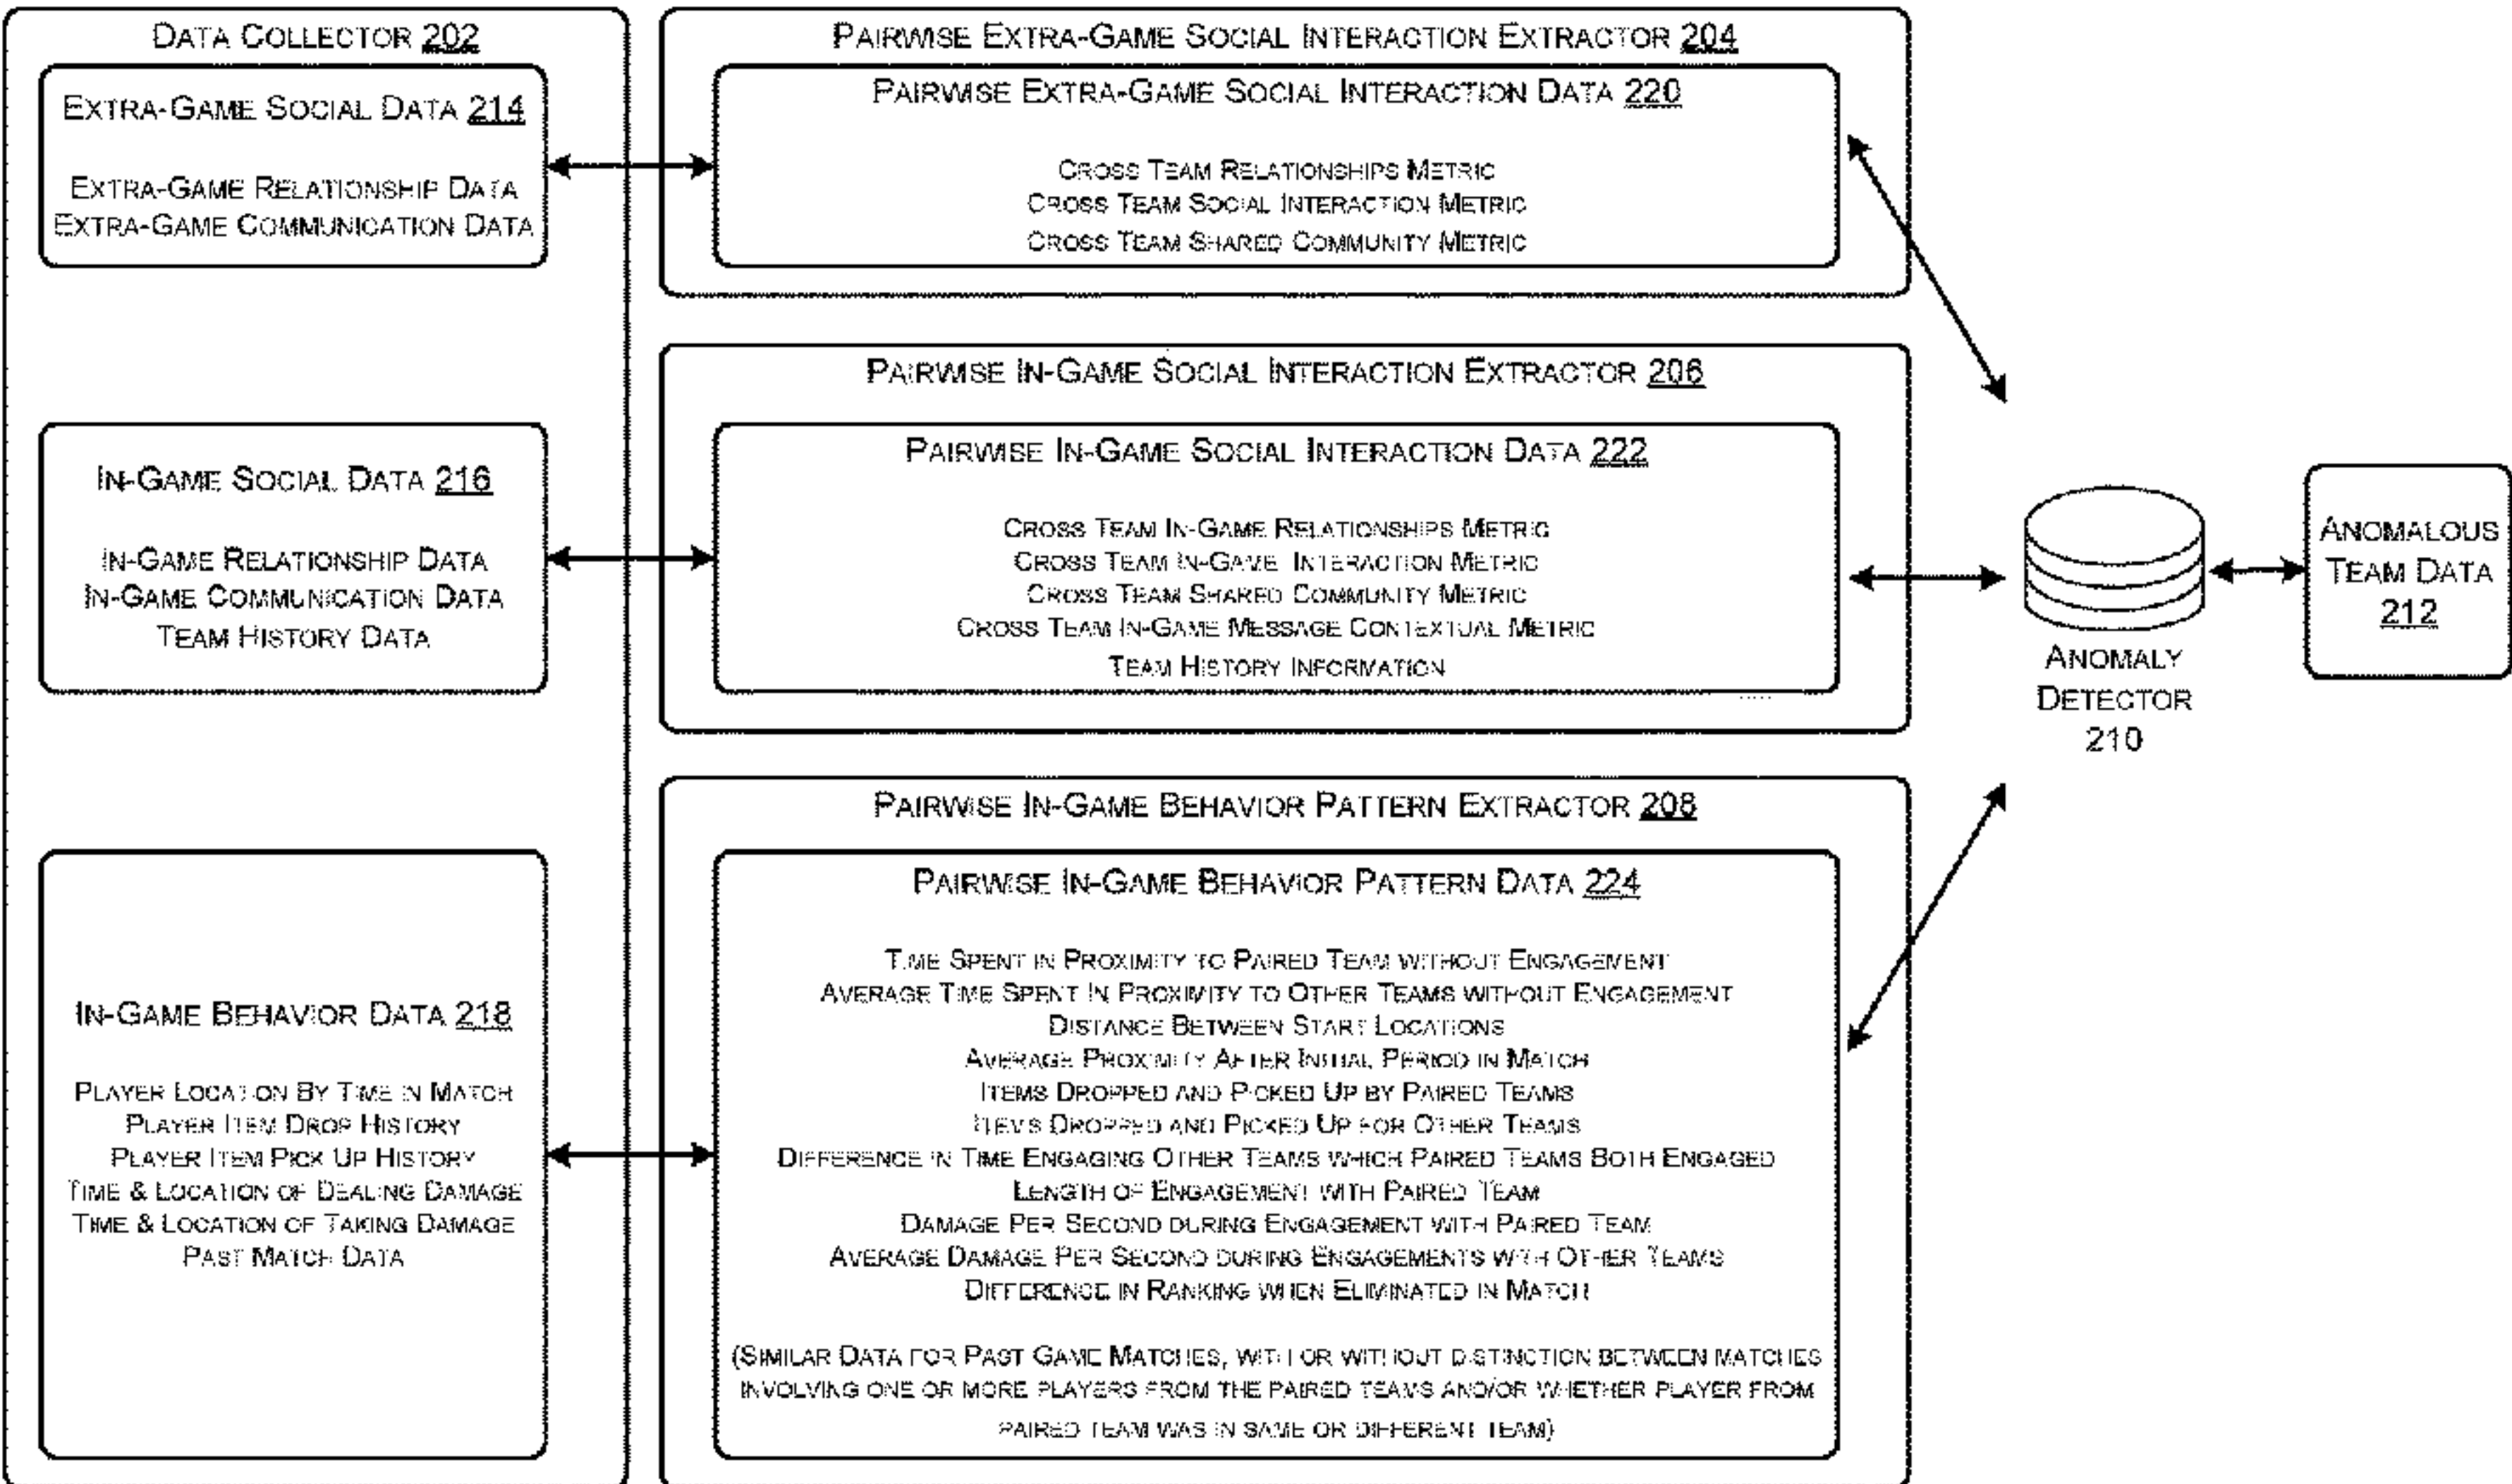 DATA COLLECTOR 202
EXTRA-GAME SOCIAL DATA 214
EXTRA-GAME RELATIONSHIP DATA
EXTRA-GAME COMMUNICATION DATA
IN-GAME SOCIAL DATA 216
IN-GAME RELATIONSHIP DATA
IN-GAME COMMUNICATION DATA
TEAM HISTORY DATA
IN-GAME BEHAVIOR DATA 218
PLAYER LOCATION BY TIME IN MATCH
PLAYER ITEM DROP HISTORY
PLAYER ITEM PICK UP HISTORY
TIME & LOCATION OF DEALING DAMAGE
TIME & LOCATION OF TAKING DAMAGE
PAST MATCH DATA
PAIRWISE EXTRA-GAME SOCIAL INTERACTION EXTRACTOR 204
PAIRWISE EXTRA-GAME SOCIAL INTERACTION DATA 220
CROSS TEAM RELATIONSHIPS METRIC
CROSS TEAM SOCIAL INTERACTION METRIC
CROSS TEAM SHARED COMMUNITY METRIC
PAIRWISE IN-GAME SOCIAL INTERACTION EXTRACTOR 206
PAIRWISE IN-GAME SOCIAL INTERACTION DATA 222
CROSS TEAM IN-GAME RELATIONSHIPS METRIC
CROSS TEAM IN-GAME INTERACTION METRIC
CROSS TEAM SHARED COMMUNITY METRIC
CROSS TEAM IN-GAME MESSAGE CONTEXTUAL METRIC
TEAM HISTORY INFORMATION
PAIRWISE IN-GAME BEHAVIOR PATTERN EXTRACTOR 208
PAIRWISE IN-GAME BEHAVIOR PATTERN DATA 224
TIME SPENT IN PROXIMITY TO PAIRED TEAM WITHOUT ENGAGEMENT
AVERAGE TIME SPENT IN PROXIMITY TO OTHER TEAMS WITHOUT ENGAGEMENT
DISTANCE BETWEEN START LOCATIONS
AVERAGE PROXIMITY AFTER INITIAL PERIOD IN MATCH
ITEMS DROPPED AND PICKED UP BY PAIRED TEAMS
ITEMS DROPPED AND PICKED UP FOR OTHER TEAMS
DIFFERENCE IN TIME ENGAGING OTHER TEAMS WHICH PAIRED TEAMS BOTH ENGAGED
LENGTH OF ENGAGEMENT WITH PAIRED TEAM
DAMAGE PER SECOND DURING ENGAGEMENT WITH PAIRED TEAM
AVERAGE DAMAGE PER SECOND DURING ENGAGEMENTS WITH OTHER TEAMS
DIFFERENCE IN RANKING WHEN ELIMINATED IN MATCH
(SIMILAR DATA FOR PAST GAME MATCHES, WITH OR WITHOUT DISTINCTION BETWEEN MATCHES
INVOLVING ONE OR MORE PLAYERS FROM THE PAIRED TEAMS AND/OR WHETHER PLAYER FROM
PAIRED TEAM WAS IN SAME OR DIFFERENT TEAM)
ANOMALY
DETECTOR
210
ANOMALOUS
TEAM DATA
212